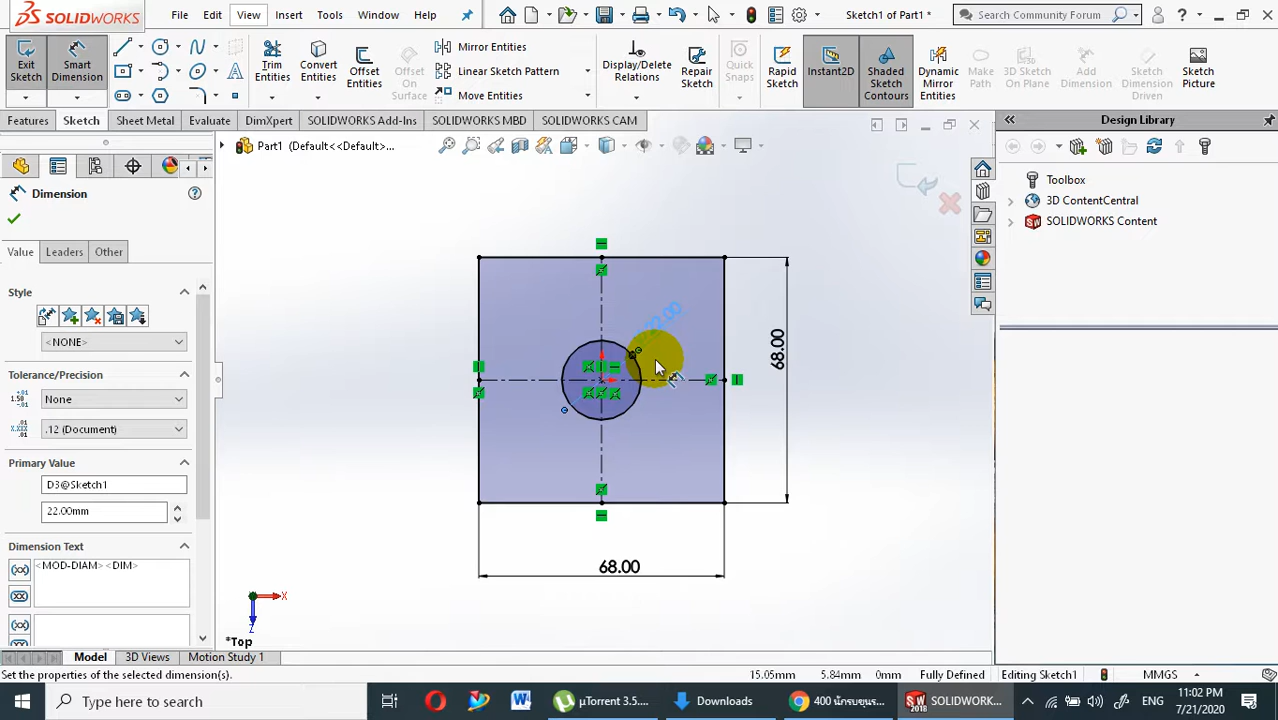 SOLIDWORKS File Edit View Insert Tools Window Help Sketch1 of Part1 * Search Community Forum ?
Exit Sketch
Smart Dimension
Trim Entities
Convert Entities
Offset Entities
Offset On Surface
Mirror Entities
Linear Sketch Pattern
Move Entities
Display/Delete Relations
Repair Sketch
Quick Snaps
Rapid Sketch
Instant2D
Shaded Sketch Contours
Dynamic Mirror Entities
Make Path
3D Sketch On Plane
Add Dimension
Sketch Dimension Driven
Sketch Picture
Features Sketch Sheet Metal Evaluate DimXpert SOLIDWORKS Add-Ins SOLIDWORKS MBD SOLIDWORKS CAM
Part1 (Default<<Default>...
Design Library
Toolbox
3D ContentCentral
SOLIDWORKS Content
Dimension
Value Leaders Other
Style
<NONE>
Tolerance/Precision
None
.12 (Document)
Primary Value
D3@Sketch1
22.00mm
Dimension Text
<MOD-DIAM><DIM>
68.00
68.00
X
*Top
Model 3D Views Motion Study 1
Set the properties of the selected dimension(s). 15.05mm 5.84mm 0mm Fully Defined Editing Sketch1 MMGS
Type here to search
µTorrent 3.5....
Downloads
400 นักรบขุนร...
SOLIDWORK...
ENG
11:02 PM
7/21/2020